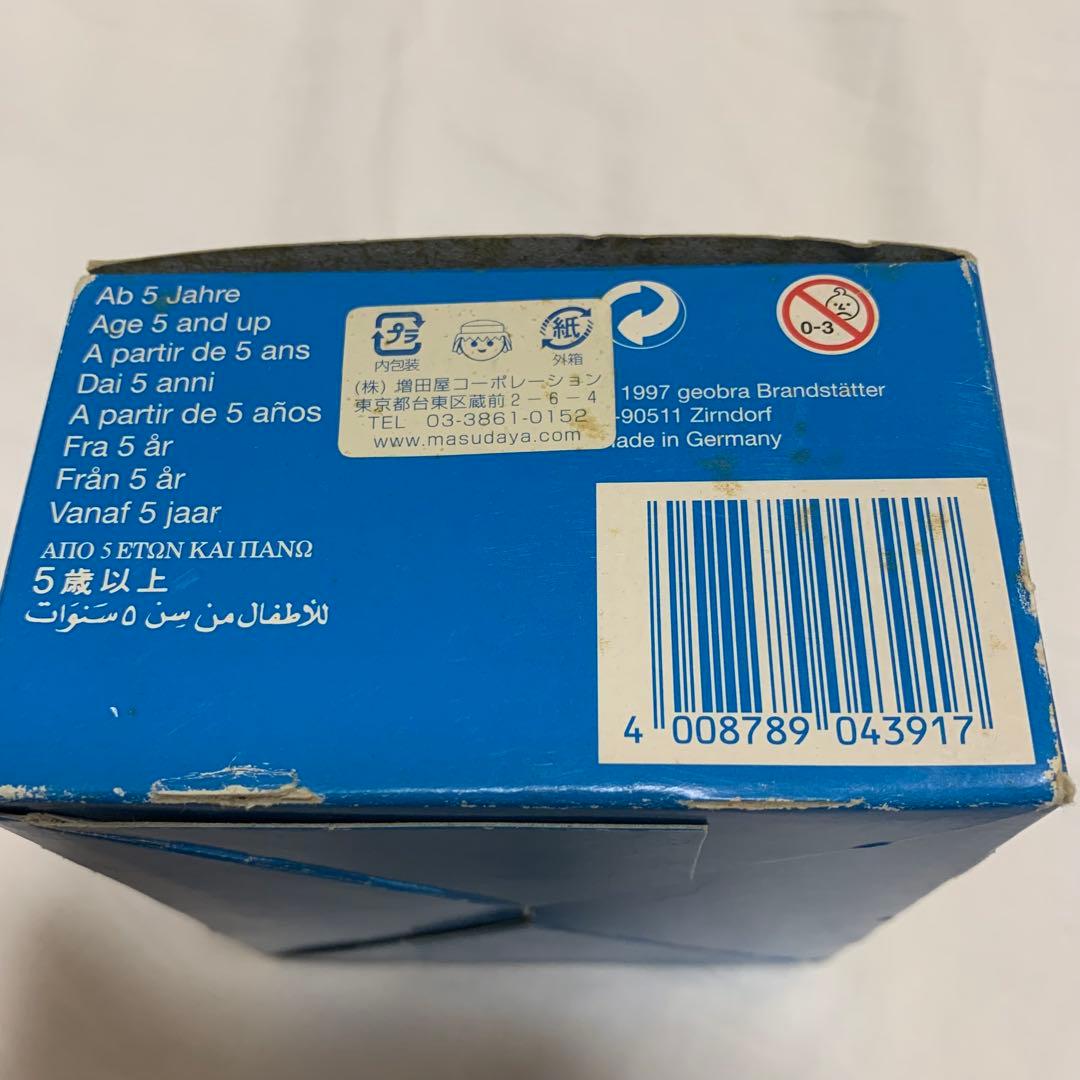 Ab 5 Jahre
Age 5 and up
A partir de 5 ans
Dai 5 anni
A partir de 5 años
Fra 5 år
Från 5 år
Vanaf 5 jaar
ΑΠΟ 5 ΕΤΩΝ ΚΑΙ ΠΑΝΩ
5歳以上
للأطفال من سِن ٥ سَنَوَات
プラ
紙
内包装
外箱
(株) 増田屋コーポレーション
東京都台東区蔵前2-6-4
TEL 03-3861-0152
www.masudaya.com
0-3
1997 geobra Brandstätter
-90511 Zirndorf
ade in Germany
4 008789 043917